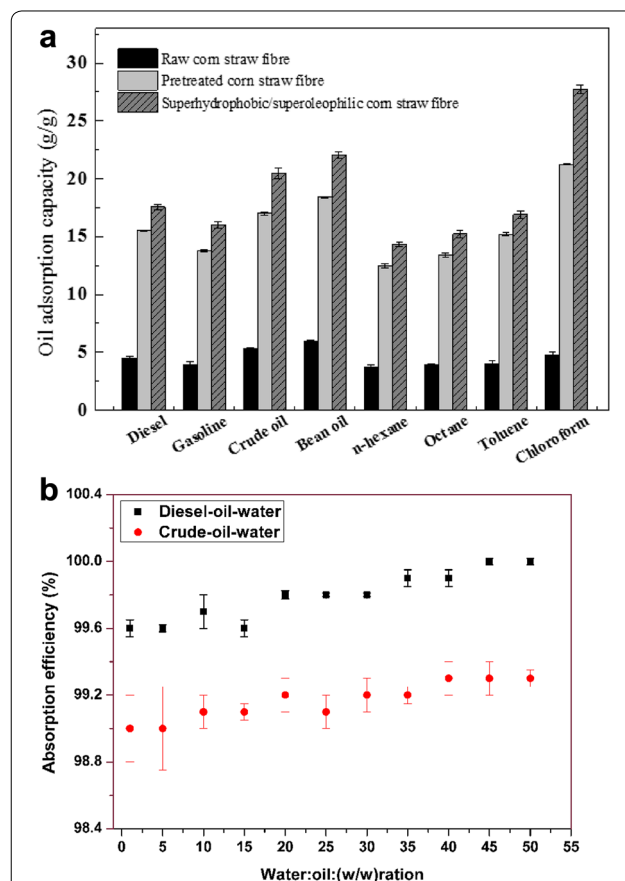 a
Raw corn straw fibre
Pretreated corn straw fibre
Superhydrophobic/superoleophilic corn straw fibre
Oil adsorption capacity (g/g)
30
25
20
15
10
5
0
Diesel
Gasoline
Crude oil
Bean oil
n-hexane
Octane
Toluene
Chloroform
b
Diesel-oil-water
Crude-oil-water
Absorption efficiency (%)
100.4
100.0
99.6
99.2
98.8
98.4
0 5 10 15 20 25 30 35 40 45 50 55
Water:oil:(w/w)ration